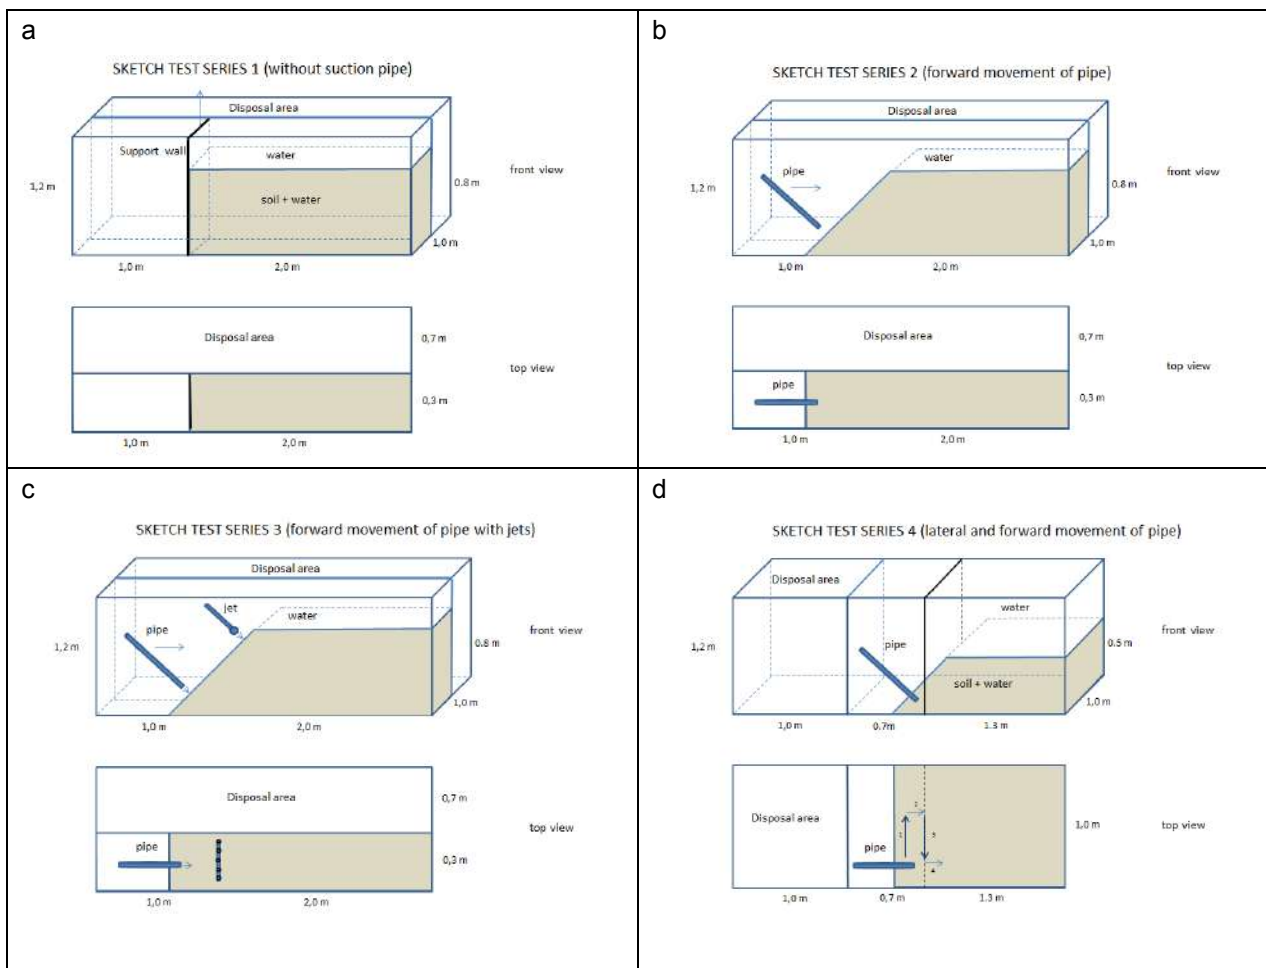 a
SKETCH TEST SERIES 1 (without suction pipe)
Disposal area
Support wall
water
soil + water
1,2 m
0.8 m
1,0 m
1,0 m
2,0 m
front view
Disposal area
0,7 m
0,3 m
1,0 m
2,0 m
top view
b
SKETCH TEST SERIES 2 (forward movement of pipe)
Disposal area
water
pipe
1,2 m
0.8 m
1,0 m
1,0 m
2,0 m
front view
Disposal area
0,7 m
pipe
0,3 m
1,0 m
2,0 m
top view
c
SKETCH TEST SERIES 3 (forward movement of pipe with jets)
Disposal area
jet
water
pipe
1,2 m
0.8 m
1,0 m
1,0 m
2,0 m
front view
Disposal area
0,7 m
pipe
0,3 m
1,0 m
2,0 m
top view
d
SKETCH TEST SERIES 4 (lateral and forward movement of pipe)
Disposal area
water
pipe
soil + water
1,2 m
0.5 m
1,0 m
1,0 m
0.7m
1.3 m
front view
Disposal area
pipe
1
2
3
4
1,0 m
1,0 m
0,7 m
1.3 m
top view